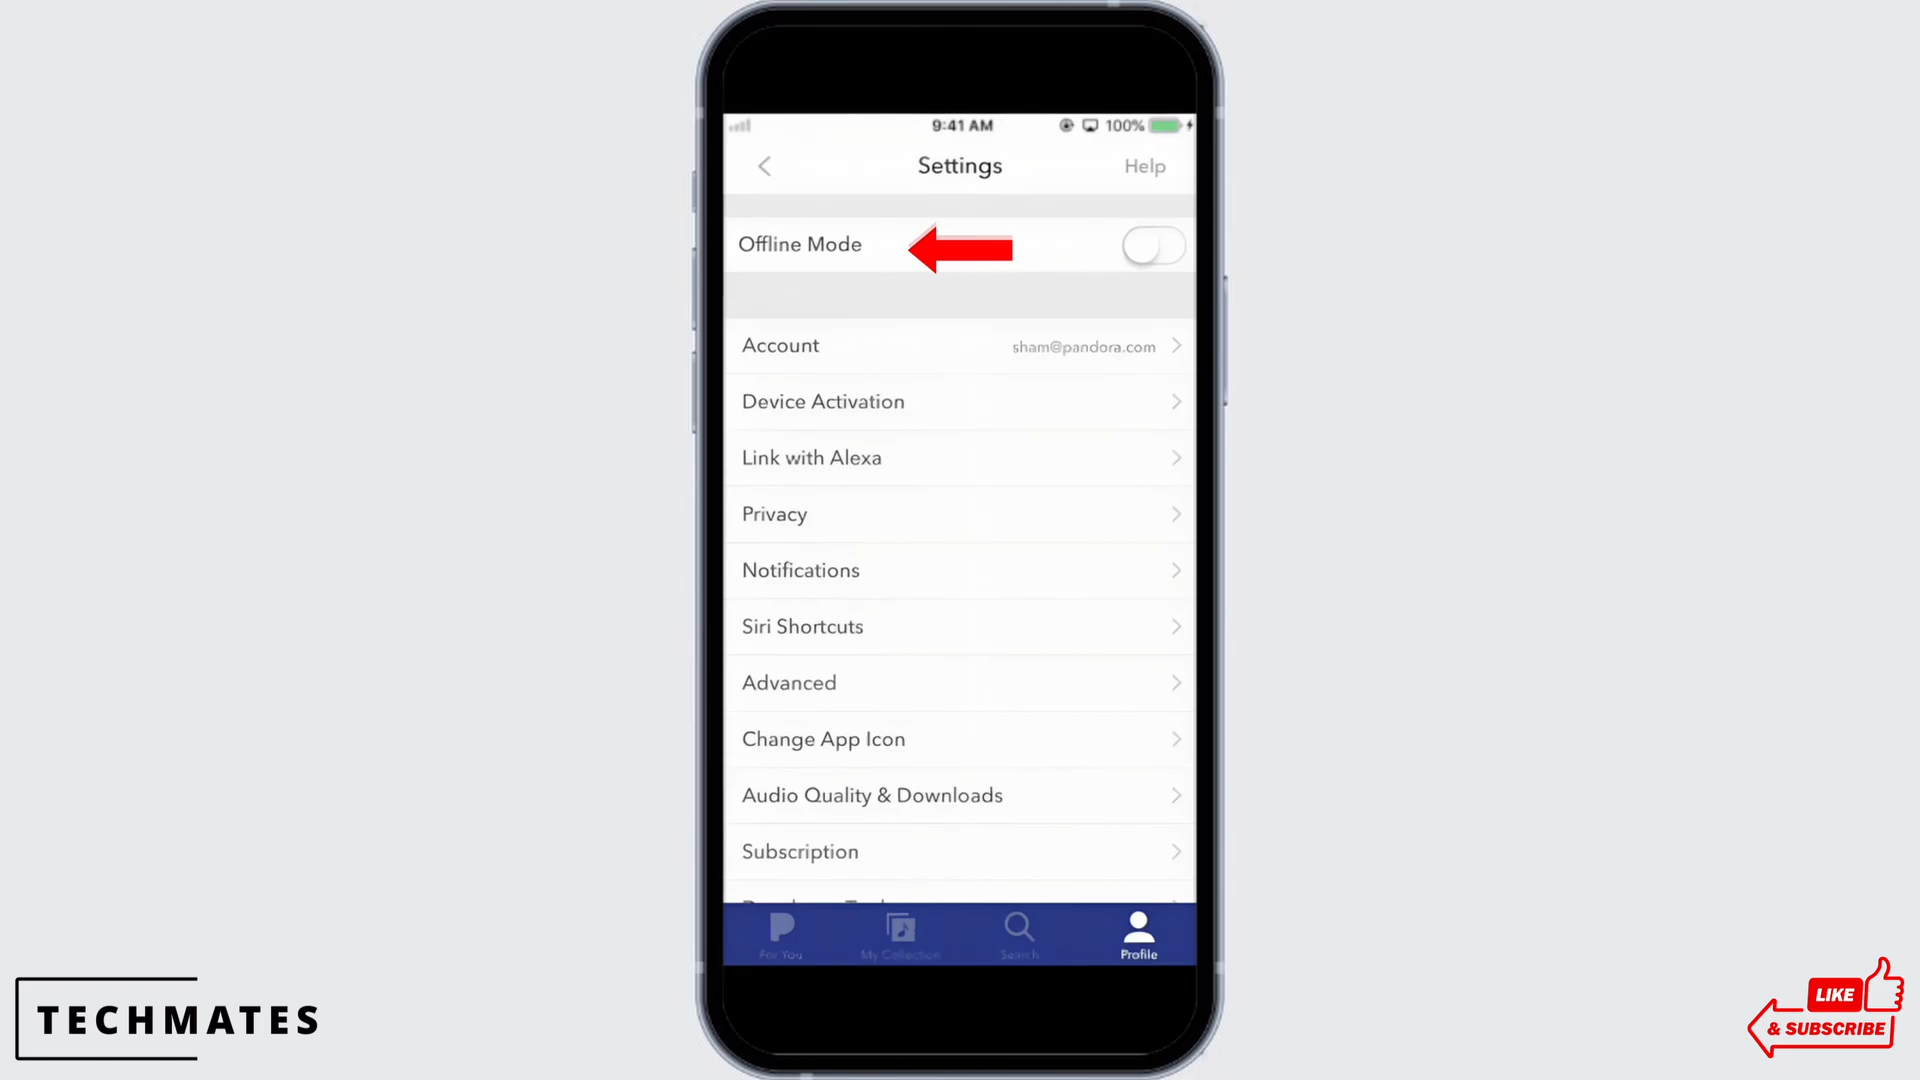 9:41 AM 100%
Settings Help
Offline Mode
Account sham@pandora.com
Device Activation
Link with Alexa
Privacy
Notifications
Siri Shortcuts
Advanced
Change App Icon
Audio Quality & Downloads
Subscription
For You My Collection Search Profile
TECHMATES
LIKE
& SUBSCRIBE